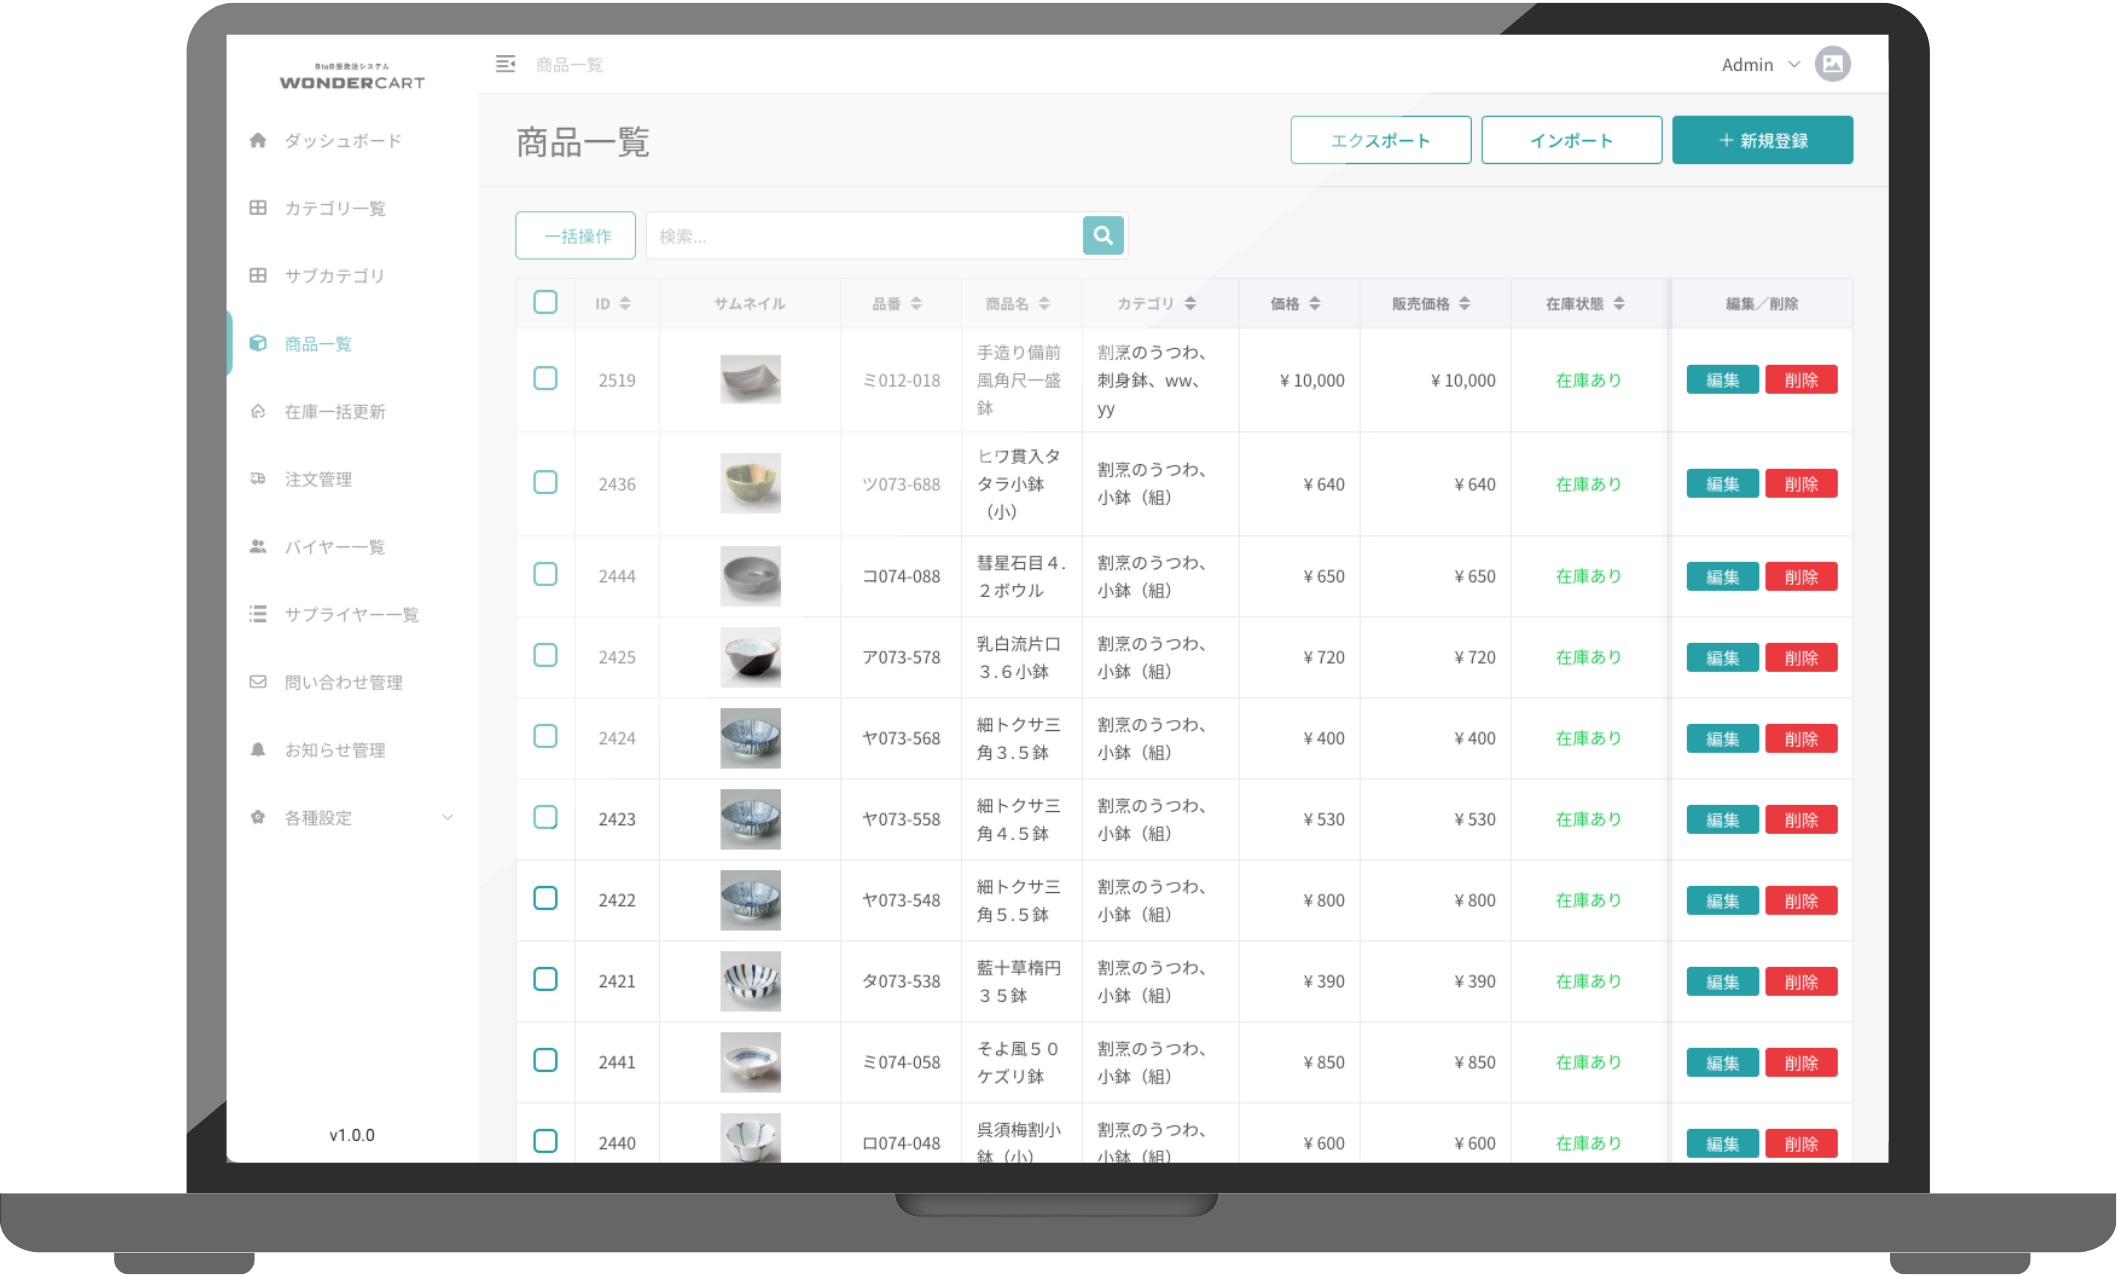 BtoB受発注システム
WONDERCART
商品一覧
Admin
ダッシュボード
カテゴリ一覧
サブカテゴリ
商品一覧
在庫一括更新
注文管理
バイヤー一覧
サプライヤー一覧
問い合わせ管理
お知らせ管理
各種設定
v1.0.0
商品一覧
エクスポート
インポート
＋ 新規登録
一括操作
検索...
ID サムネイル 品番 商品名 カテゴリ 価格 販売価格 在庫状態 編集／削除
2519 ミ012-018 手造り備前 割烹のうつわ、 ¥ 10,000 ¥ 10,000 在庫あり 編集 削除
風角尺一盛 刺身鉢、ww、
鉢 yy
2436 ツ073-688 ヒワ貫入タ 割烹のうつわ、 ¥ 640 ¥ 640 在庫あり 編集 削除
タラ小鉢 小鉢（組）
（小）
2444 コ074-088 彗星石目４. 割烹のうつわ、 ¥ 650 ¥ 650 在庫あり 編集 削除
２ボウル 小鉢（組）
2425 ア073-578 乳白流片口 割烹のうつわ、 ¥ 720 ¥ 720 在庫あり 編集 削除
３.６小鉢 小鉢（組）
2424 ヤ073-568 細トクサ三 割烹のうつわ、 ¥ 400 ¥ 400 在庫あり 編集 削除
角３.５鉢 小鉢（組）
2423 ヤ073-558 細トクサ三 割烹のうつわ、 ¥ 530 ¥ 530 在庫あり 編集 削除
角４.５鉢 小鉢（組）
2422 ヤ073-548 細トクサ三 割烹のうつわ、 ¥ 800 ¥ 800 在庫あり 編集 削除
角５.５鉢 小鉢（組）
2421 タ073-538 藍十草楕円 割烹のうつわ、 ¥ 390 ¥ 390 在庫あり 編集 削除
３５鉢 小鉢（組）
2441 ミ074-058 そよ風５０ 割烹のうつわ、 ¥ 850 ¥ 850 在庫あり 編集 削除
ケズリ鉢 小鉢（組）
2440 ロ074-048 呉須梅割小 割烹のうつわ、 ¥ 600 ¥ 600 在庫あり 編集 削除
鉢（小） 小鉢（組）